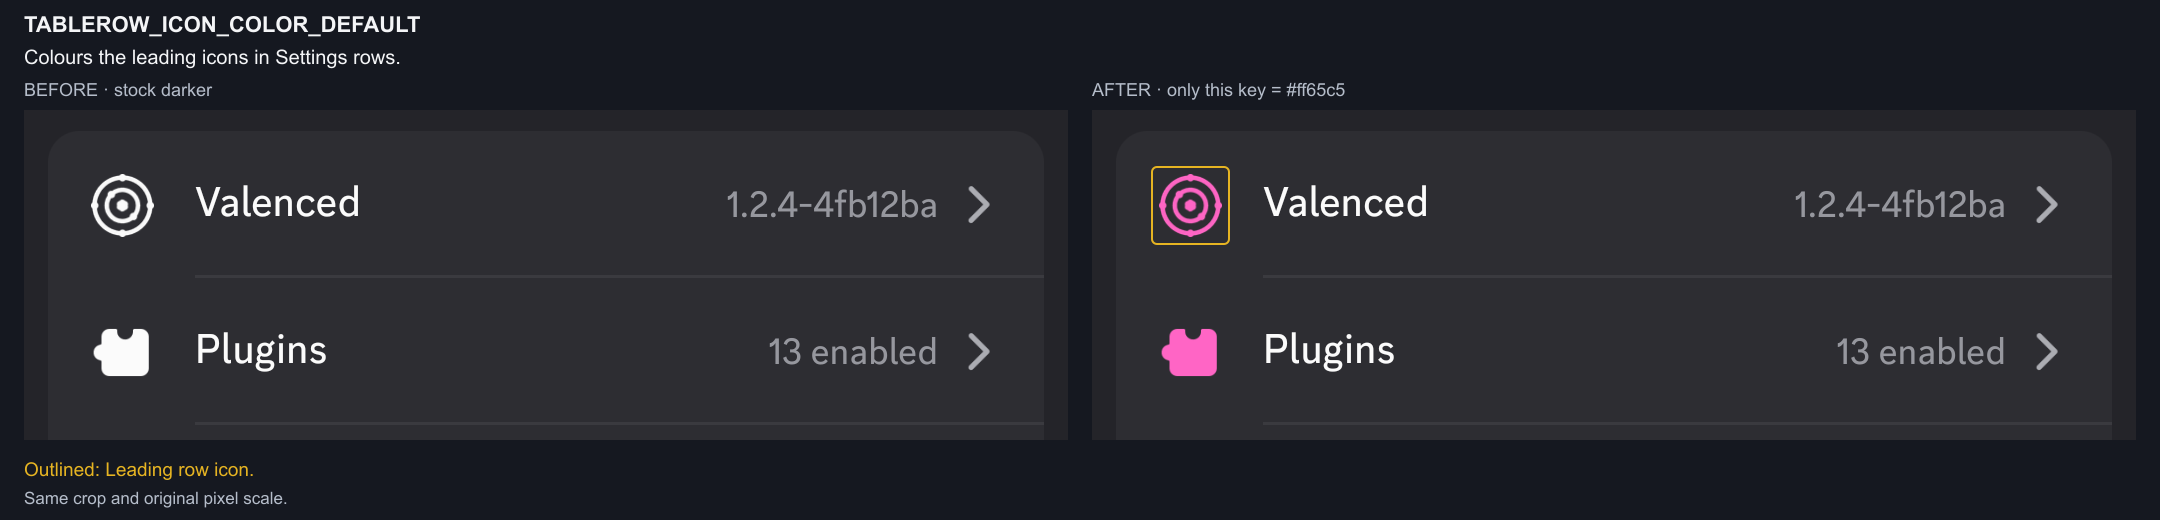 TABLEROW_ICON_COLOR_DEFAULT
Colours the leading icons in Settings rows.
BEFORE · stock darker
AFTER · only this key = #ff65c5
Valenced 1.2.4-4fb12ba
Plugins 13 enabled
Valenced 1.2.4-4fb12ba
Plugins 13 enabled
Outlined: Leading row icon.
Same crop and original pixel scale.